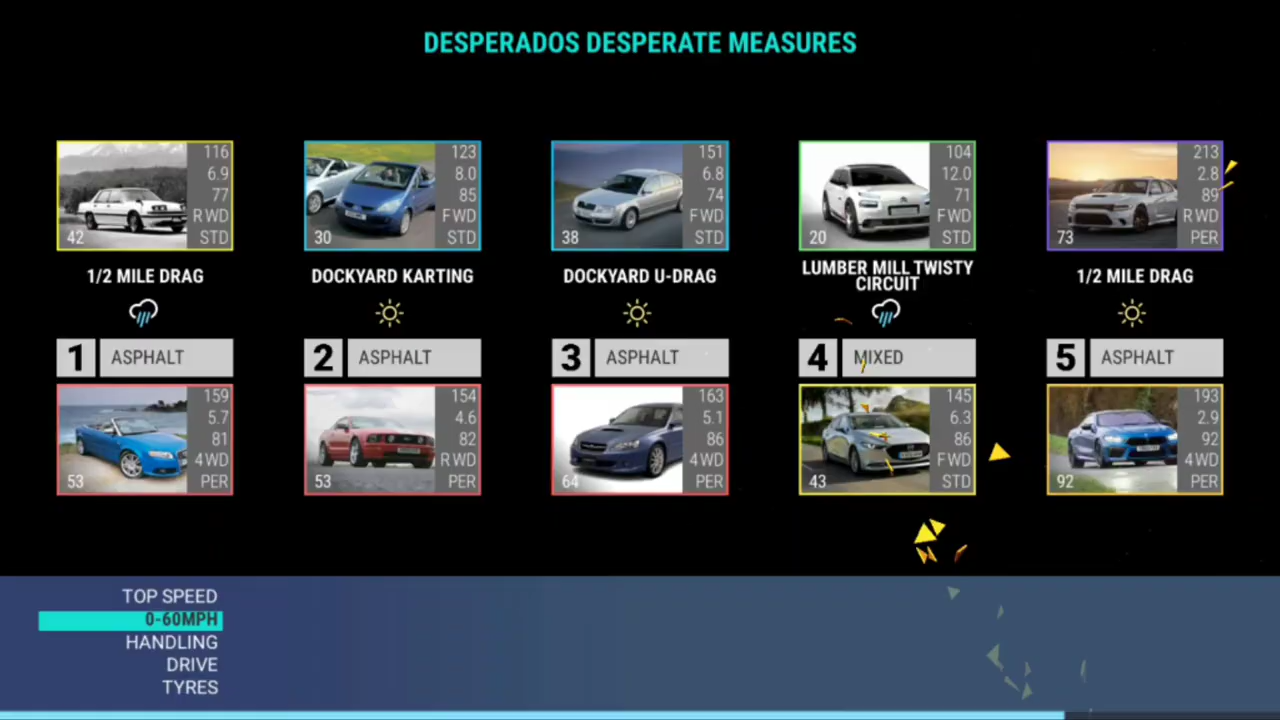 DESPERADOS DESPERATE MEASURES
116
6.9
77
RWD
42 STD
123
8.0
85
FWD
30 STD
151
6.8
74
FWD
38 STD
104
12.0
71
FWD
20 STD
213
2.8
89
RWD
73 PER
1/2 MILE DRAG
DOCKYARD KARTING
DOCKYARD U-DRAG
LUMBER MILL TWISTY
CIRCUIT
1/2 MILE DRAG
1 ASPHALT
2 ASPHALT
3 ASPHALT
4 MIXED
5 ASPHALT
159
5.7
81
4WD
53 PER
154
4.6
82
RWD
53 PER
163
5.1
86
4WD
64 PER
145
6.3
86
FWD
43 STD
193
2.9
92
4WD
92 PER
TOP SPEED
0-60MPH
HANDLING
DRIVE
TYRES